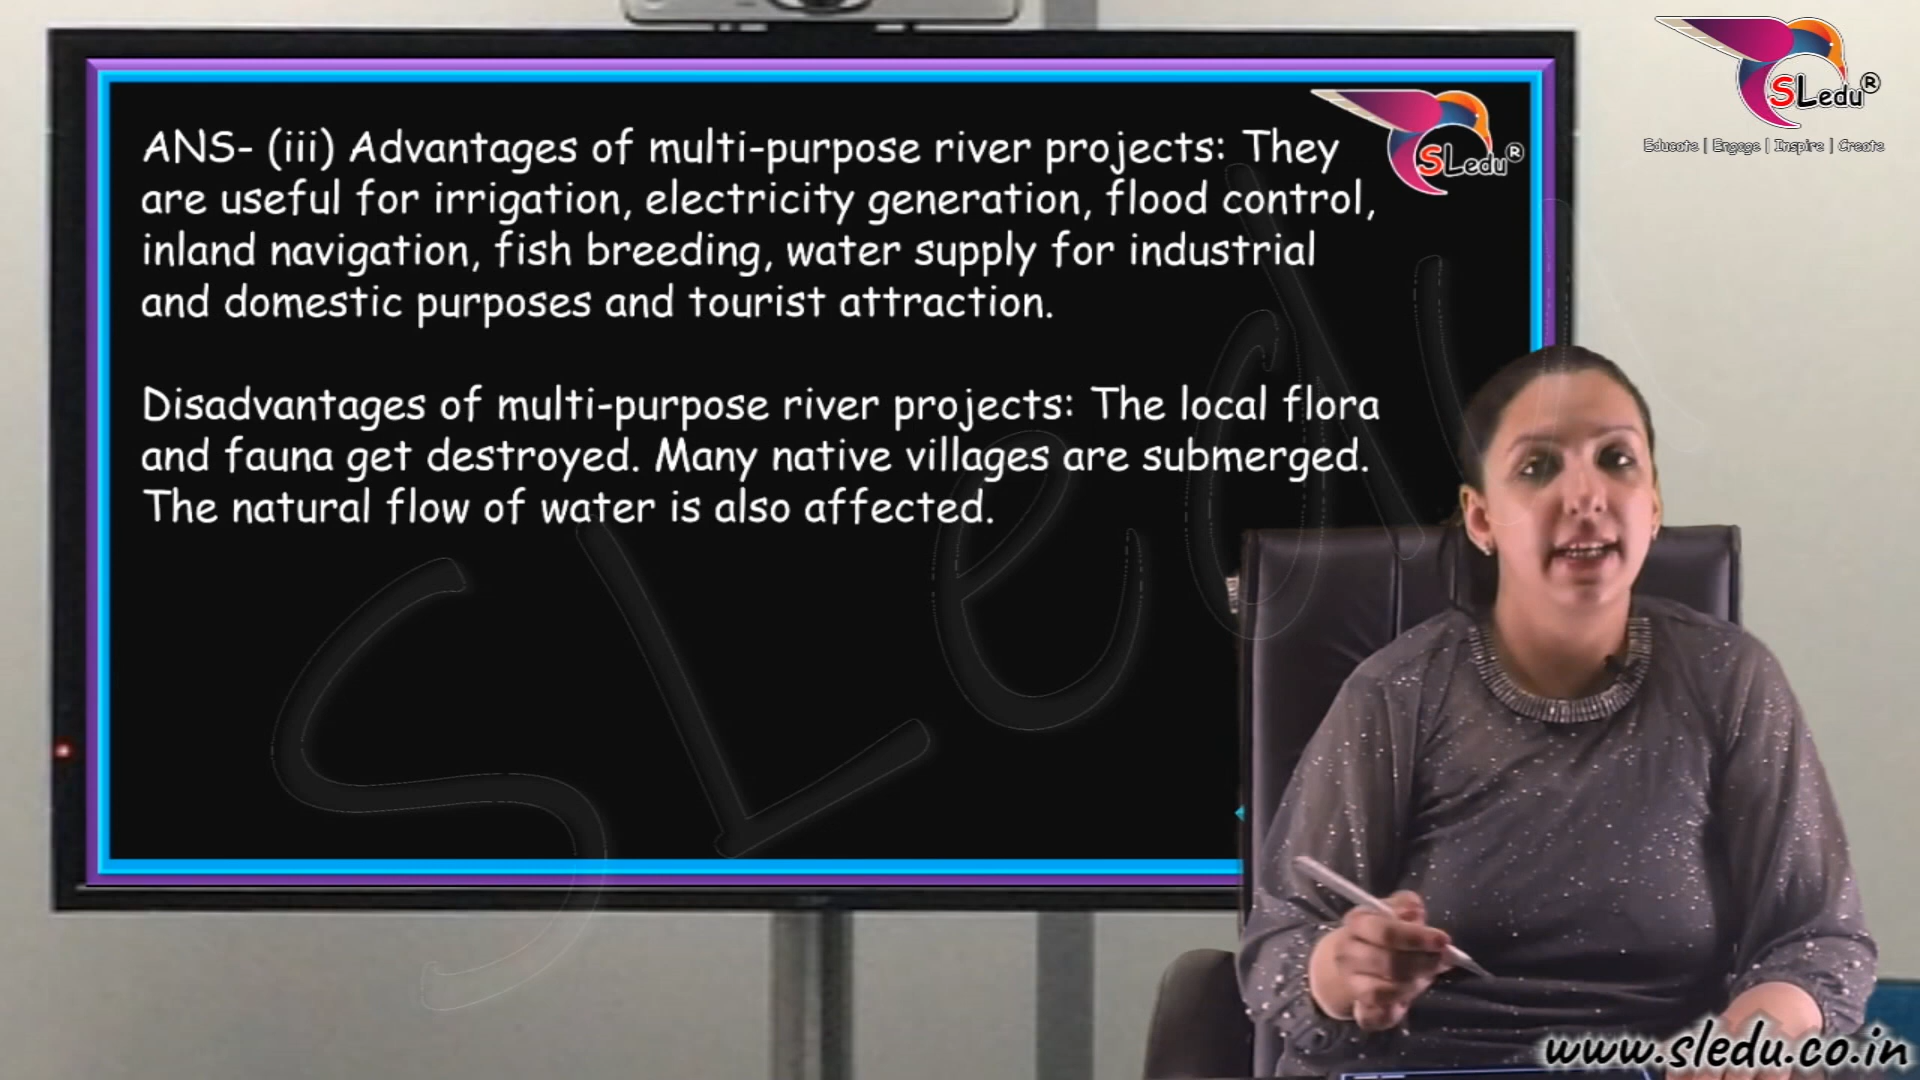 SLedu®
Educate | Engage | Inspire | Create
ANS- (iii) Advantages of multi-purpose river projects: They
are useful for irrigation, electricity generation, flood control,
inland navigation, fish breeding, water supply for industrial
and domestic purposes and tourist attraction.
Disadvantages of multi-purpose river projects: The local flora
and fauna get destroyed. Many native villages are submerged.
The natural flow of water is also affected.
SLedu®
SLedu
www.sledu.co.in